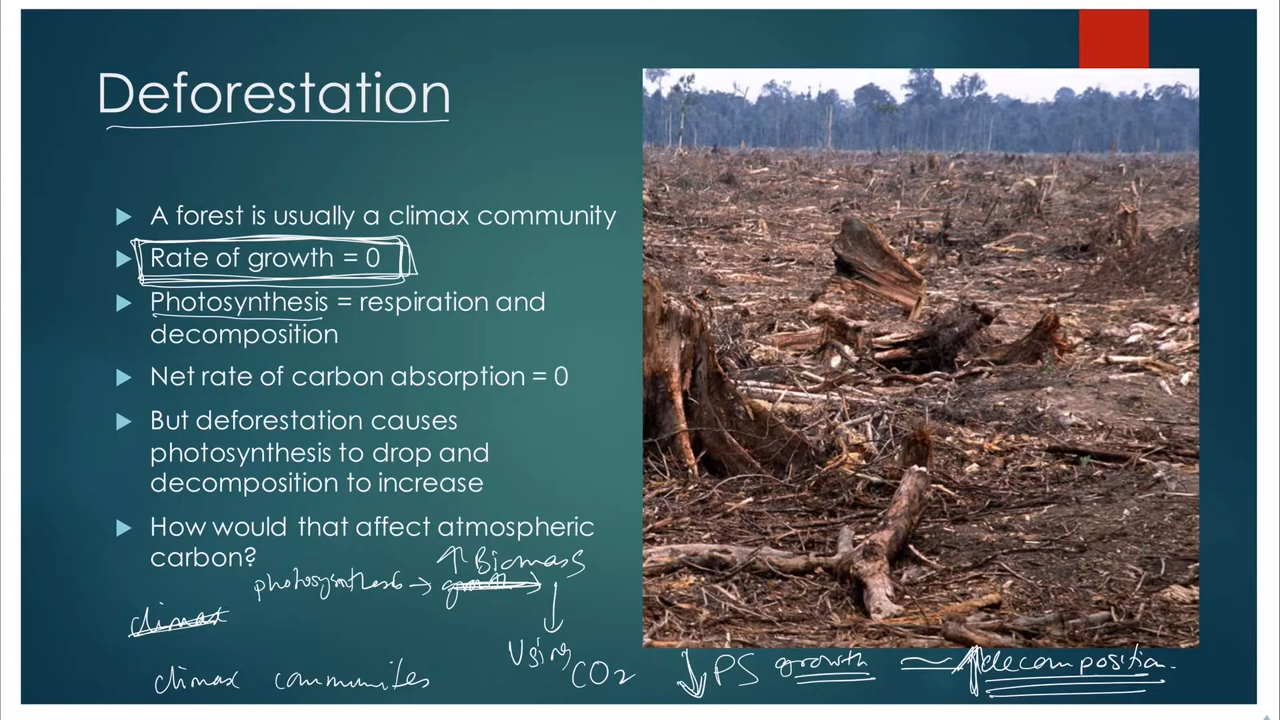 Deforestation
A forest is usually a climax community
Rate of growth = 0
Photosynthesis = respiration and
decomposition
Net rate of carbon absorption = 0
But deforestation causes
photosynthesis to drop and
decomposition to increase
How would that affect atmospheric
carbon?
↑ Biomass
photosynthesis → growth →
climax
↓
Using
CO2
climax communites
↓ PS growth = ↑ decomposition.